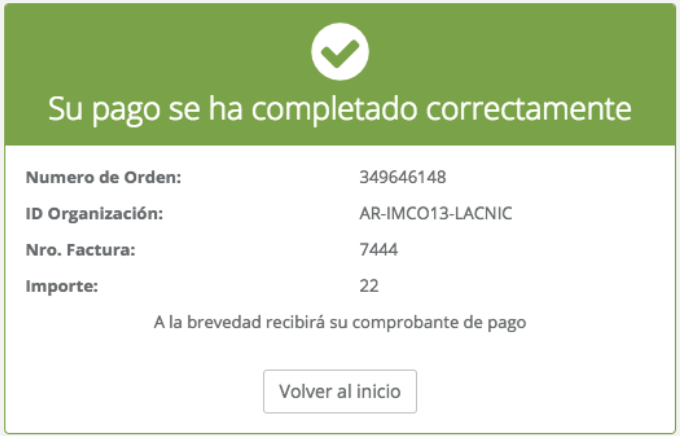 Su pago se ha completado correctamente
Numero de Orden: 349646148
ID Organización: AR-IMCO13-LACNIC
Nro. Factura: 7444
Importe: 22
A la brevedad recibirá su comprobante de pago
Volver al inicio